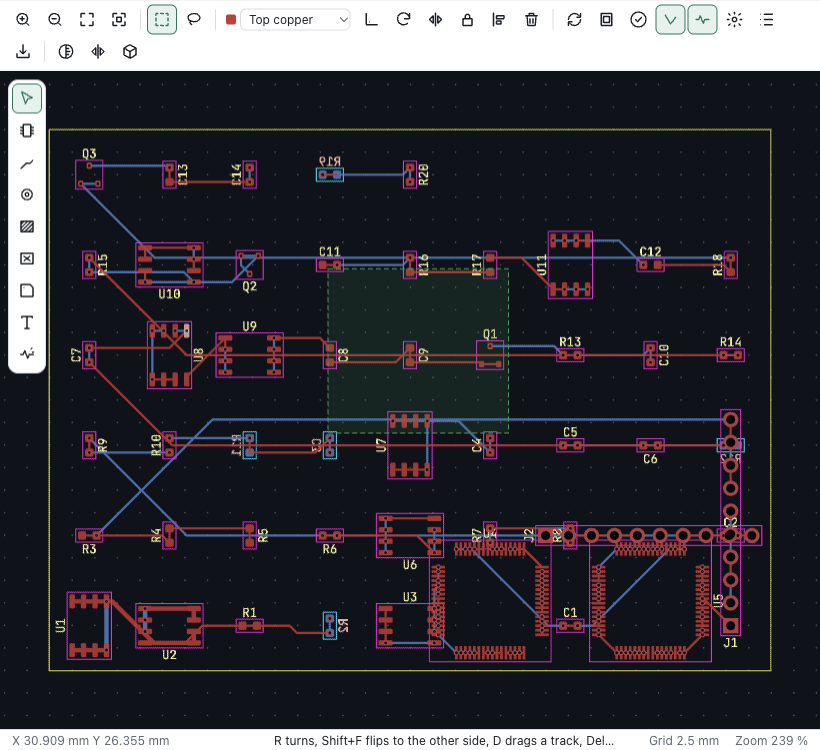 Top copper
Q3
C13
C14
R19
R20
R15
U10
Q2
C11
R16
R17
U11
C12
R18
C7
U8
U9
C8
C9
Q1
R13
C10
R14
R9
R10
U7
C4
C5
C6
R3
R4
R5
R6
U6
R7
J2
R8
U1
U2
R1
R2
U3
C1
U5
J1
X 30.909 mm Y 26.355 mm
R turns, Shift+F flips to the other side, D drags a track, Del...
Grid 2.5 mm
Zoom 239 %